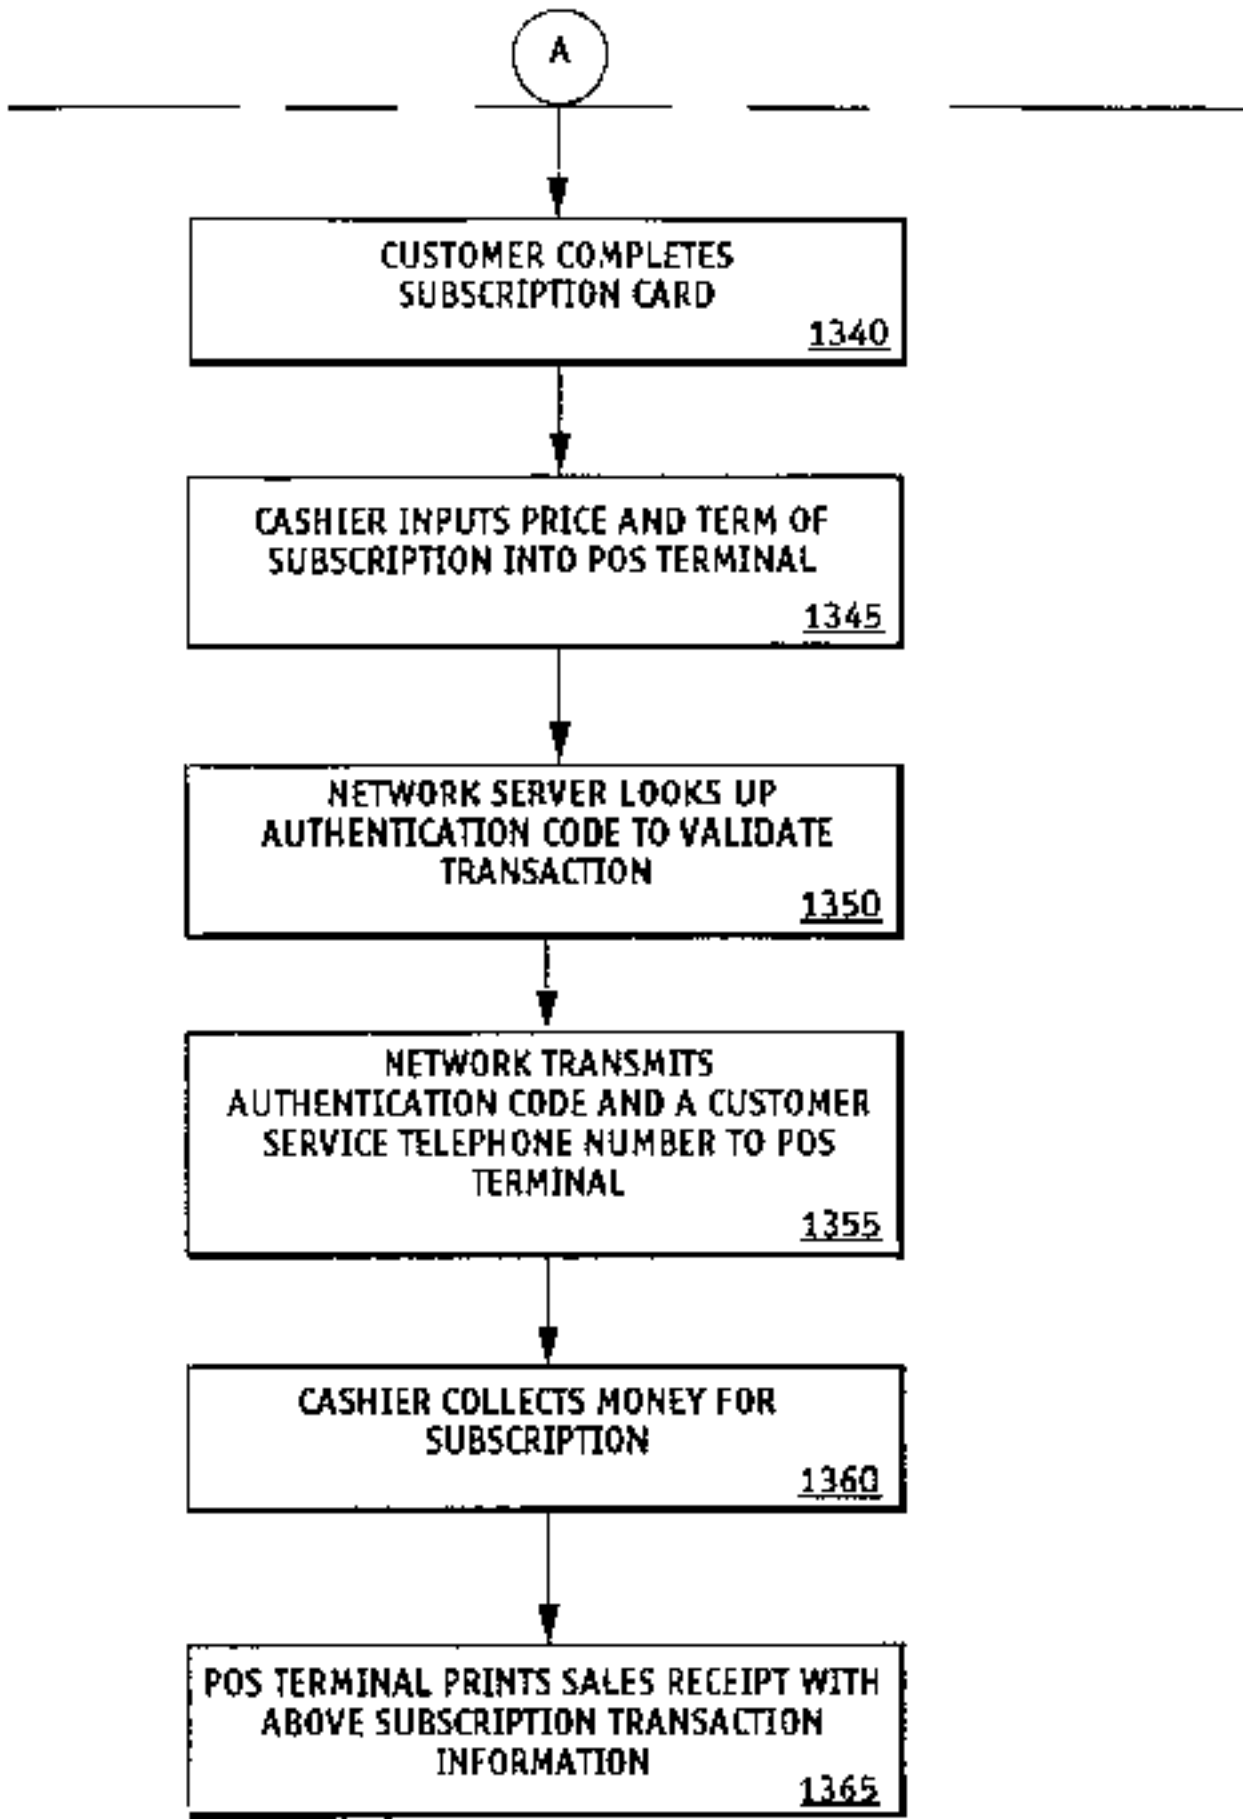 A
CUSTOMER COMPLETES
SUBSCRIPTION CARD
1340
CASHIER INPUTS PRICE AND TERM OF
SUBSCRIPTION INTO POS TERMINAL
1345
NETWORK SERVER LOOKS UP
AUTHENTICATION CODE TO VALIDATE
TRANSACTION
1350
NETWORK TRANSMITS
AUTHENTICATION CODE AND A CUSTOMER
SERVICE TELEPHONE NUMBER TO POS
TERMINAL
1355
CASHIER COLLECTS MONEY FOR
SUBSCRIPTION
1360
POS TERMINAL PRINTS SALES RECEIPT WITH
ABOVE SUBSCRIPTION TRANSACTION
INFORMATION
1365